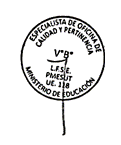 ESPECIALISTA DE OFICINA DE
CALIDAD Y PERTINENCIA
V°B°
L.F.S.E.
PMESUT
UE. 118
MINISTERIO DE EDUCACIÓN